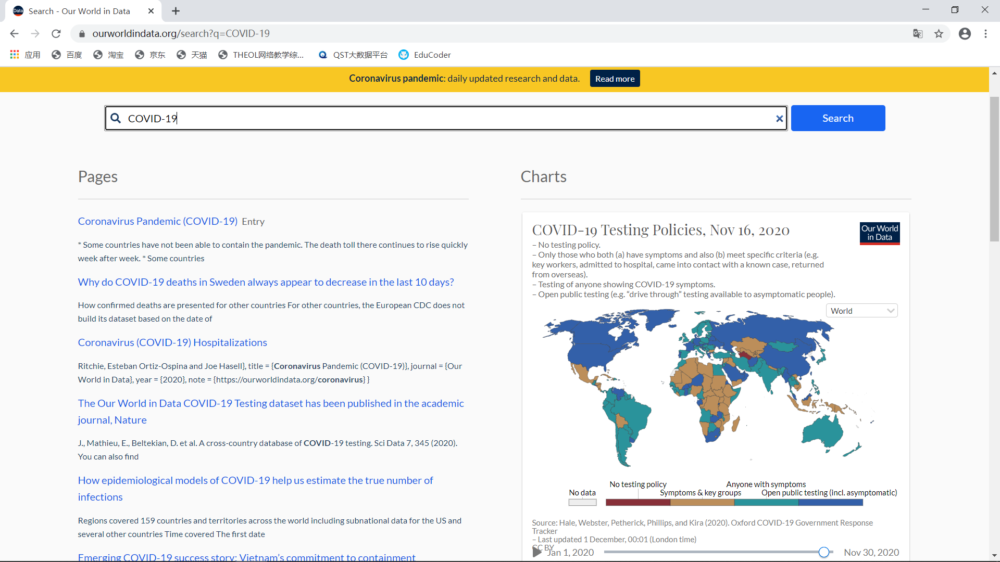 Data
Search - Our World in Data
ourworldindata.org/search?q=COVID-19
应用
百度
淘宝
京东
天猫
THEOL网络教学综...
QST大数据平台
EduCoder
Coronavirus pandemic: daily updated research and data.
Read more
COVID-19
Search
Pages
Coronavirus Pandemic (COVID-19) Entry
* Some countries have not been able to contain the pandemic. The death toll there continues to rise quickly
week after week. * Some countries
Why do COVID-19 deaths in Sweden always appear to decrease in the last 10 days?
How confirmed deaths are presented for other countries For other countries, the European CDC does not
build its dataset based on the date of
Coronavirus (COVID-19) Hospitalizations
Ritchie, Esteban Ortiz-Ospina and Joe Hasell}, title = {Coronavirus Pandemic (COVID-19)}, journal = {Our
World in Data}, year = {2020}, note = {https://ourworldindata.org/coronavirus} }
The Our World in Data COVID-19 Testing dataset has been published in the academic
journal, Nature
J., Mathieu, E., Beltekian, D. et al. A cross-country database of COVID-19 testing. Sci Data 7, 345 (2020).
You can also find
How epidemiological models of COVID-19 help us estimate the true number of
infections
Regions covered 159 countries and territories across the world including subnational data for the US and
several other countries Time covered The first date
Emerging COVID-19 success story: Vietnam's commitment to containment
Charts
COVID-19 Testing Policies, Nov 16, 2020
Our World
in Data
– No testing policy.
– Only those who both (a) have symptoms and also (b) meet specific criteria (e.g.
key workers, admitted to hospital, came into contact with a known case, returned
from overseas).
– Testing of anyone showing COVID-19 symptoms.
– Open public testing (e.g. “drive through” testing available to asymptomatic people).
World
No testing policy
Anyone with symptoms
No data
Symptoms & key groups
Open public testing (incl. asymptomatic)
Source: Hale, Webster, Petherick, Phillips, and Kira (2020). Oxford COVID-19 Government Response
Tracker
– Last updated 1 December, 00:01 (London time)
CC BY
Jan 1, 2020
Nov 30, 2020